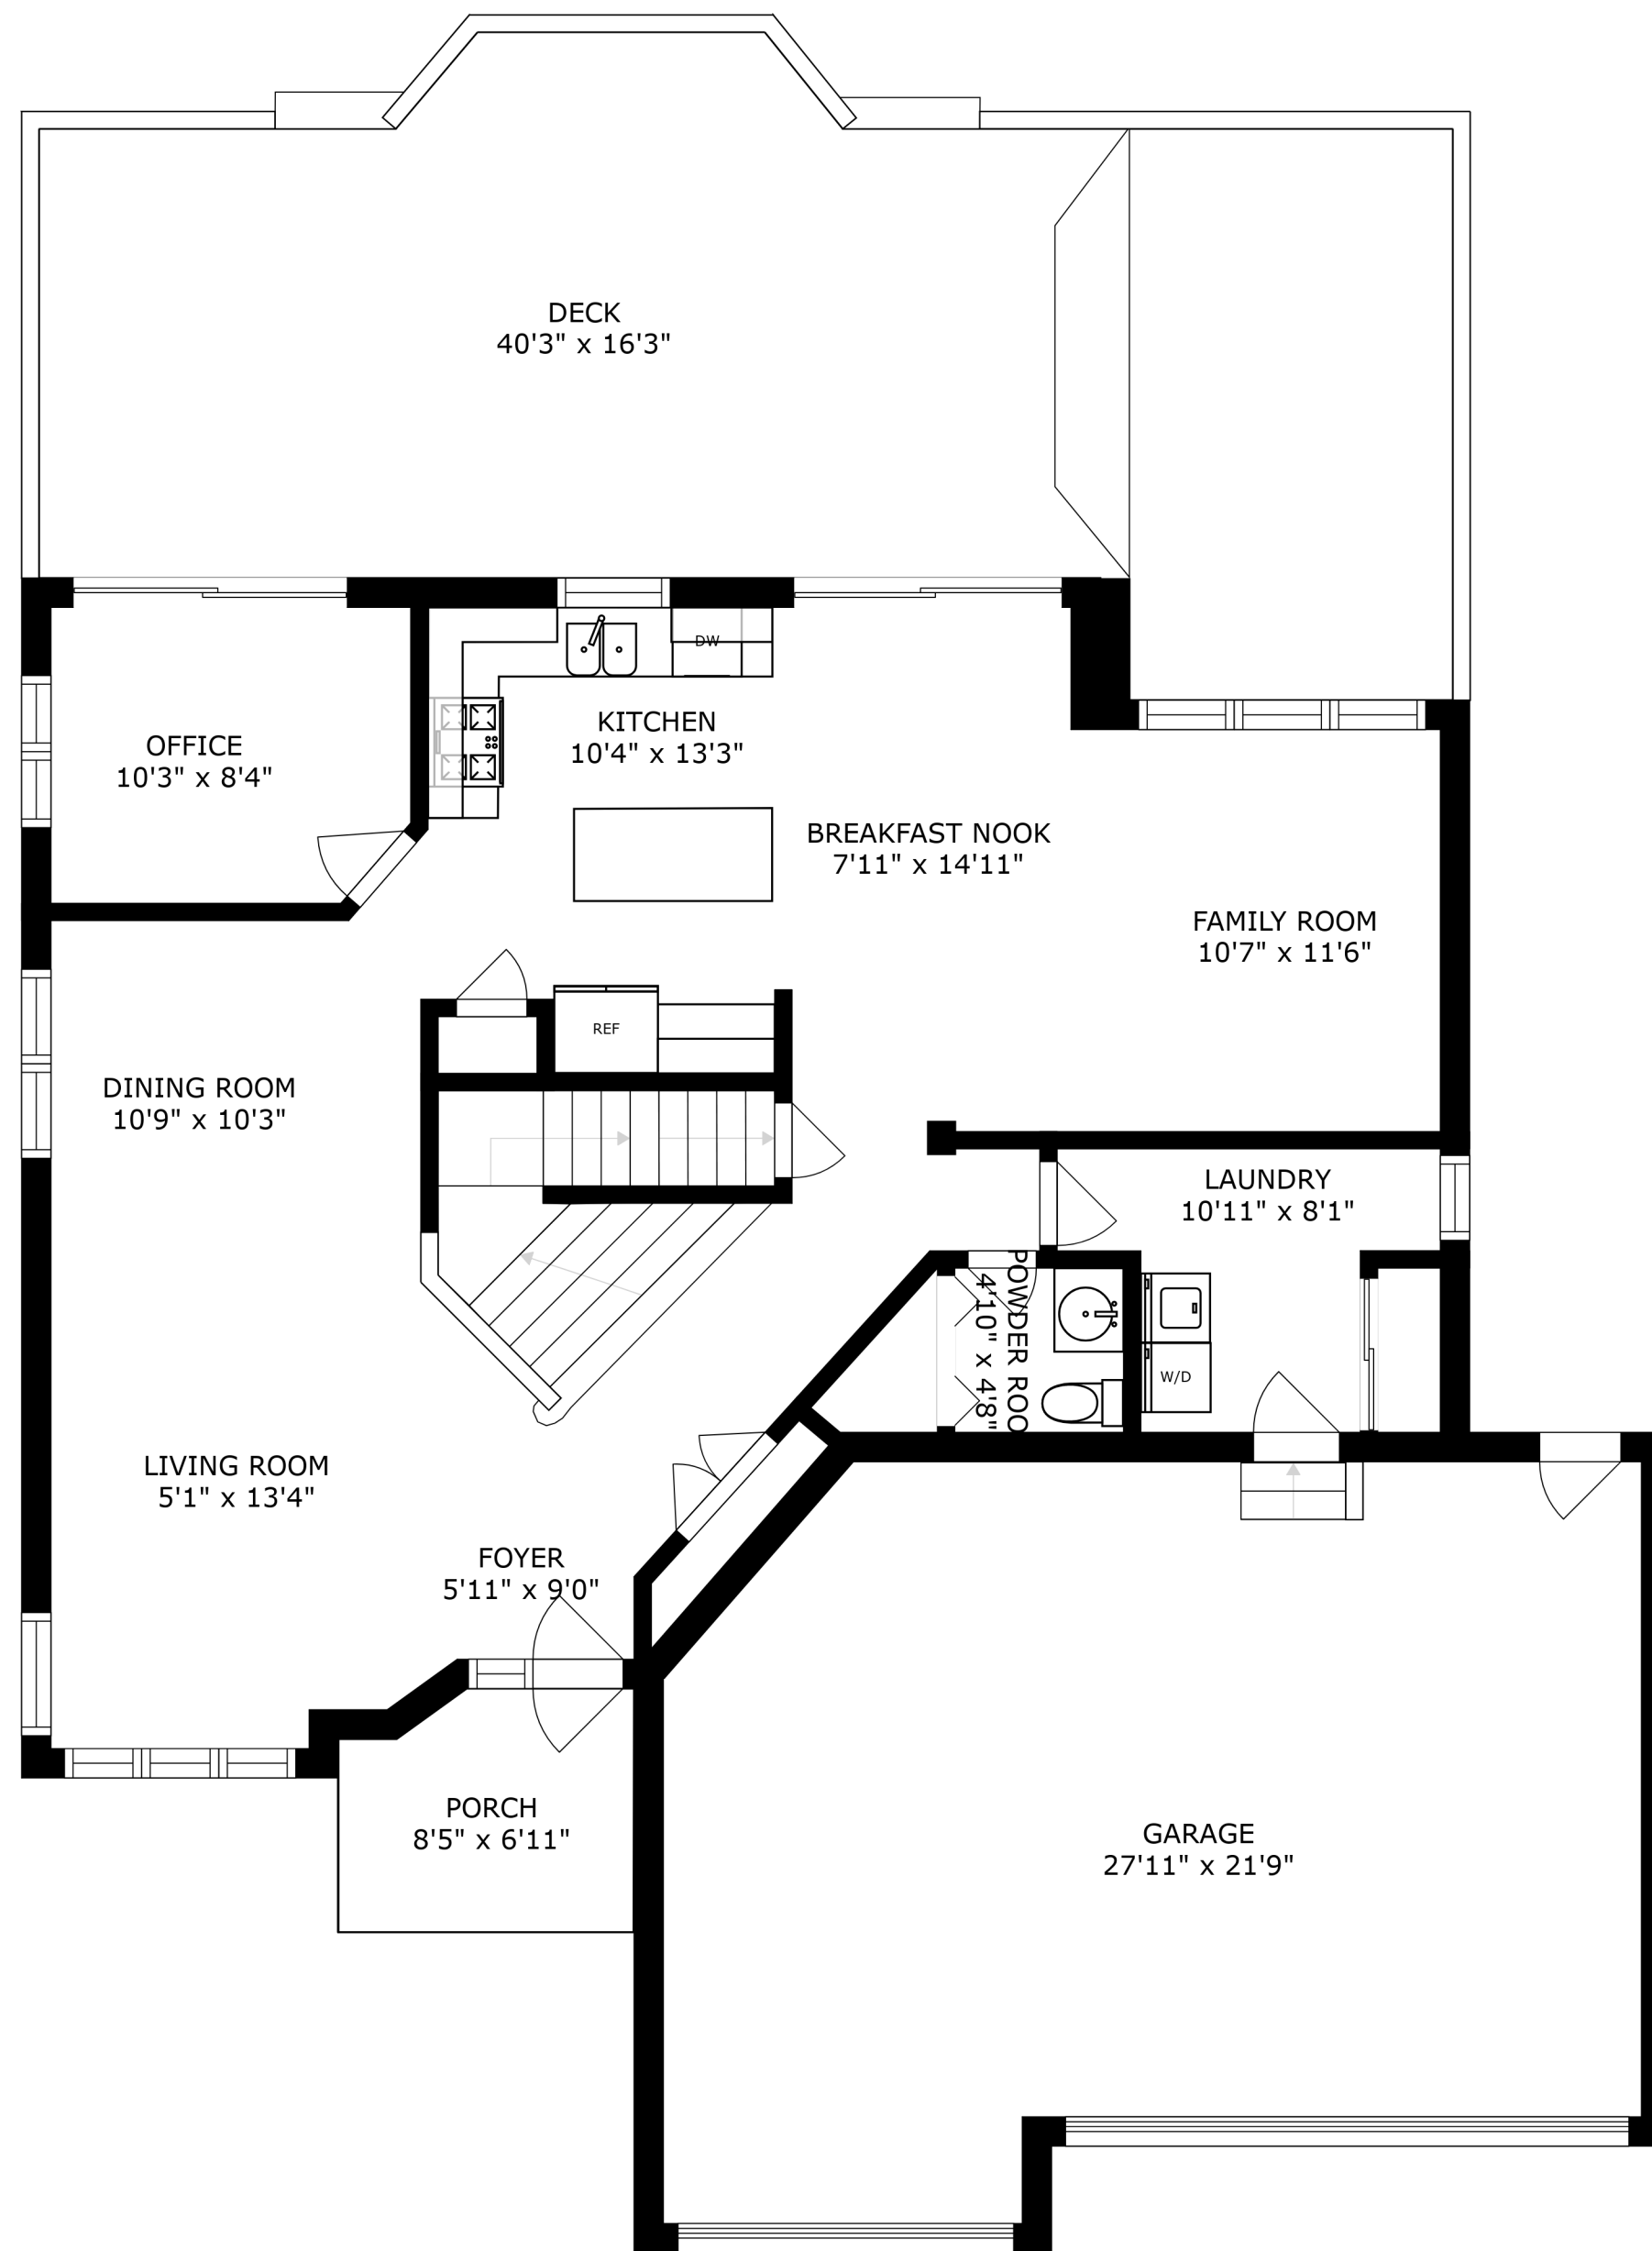 DECK
40'3" x 16'3"
DW
KITCHEN
10'4" x 13'3"
OFFICE
10'3" x 8'4"
BREAKFAST NOOK
7'11" x 14'11"
FAMILY ROOM
10'7" x 11'6"
REF
DINING ROOM
10'9" x 10'3"
LAUNDRY
10'11" x 8'1"
POWDER ROO
4'10" x 4'8"
W/D
LIVING ROOM
5'1" x 13'4"
FOYER
5'11" x 9'0"
PORCH
8'5" x 6'11"
GARAGE
27'11" x 21'9"